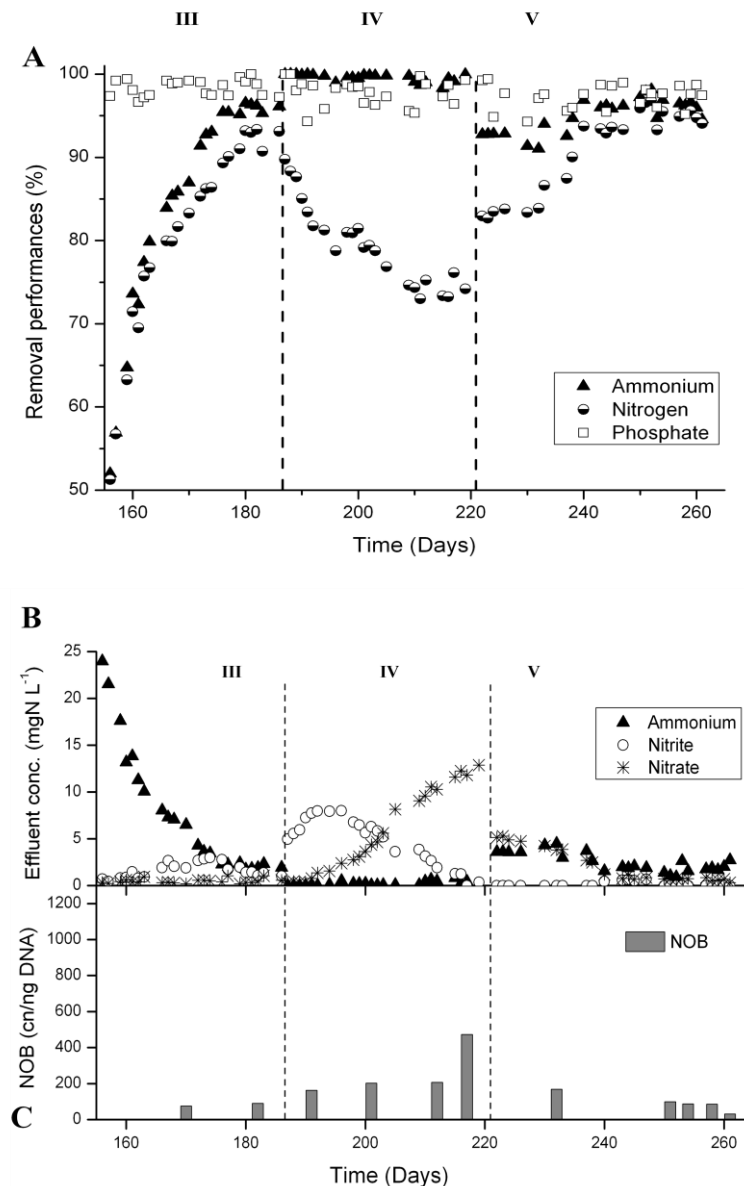 III IV V
A
100
90
80
70
60
50
Removal performances (%)
Ammonium
Nitrogen
Phosphate
160 180 200 220 240 260
Time (Days)
B
25
20
15
10
5
0
Effluent conc. (mgN L⁻¹)
III IV V
Ammonium
Nitrite
Nitrate
1200
1000
800
600
400
200
0
NOB (cn/ng DNA)
NOB
C
160 180 200 220 240 260
Time (Days)